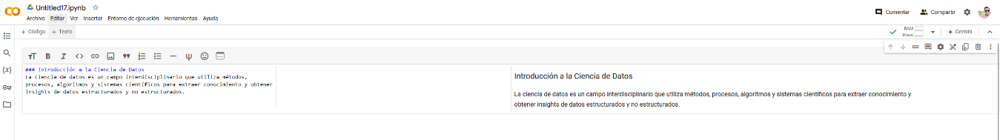 Untitled17.ipynb
Archivo Editar Ver Insertar Entorno de ejecución Herramientas Ayuda
Comentar Compartir
+ Código + Texto
RAM
Disco
Gemini
### Introducción a la Ciencia de Datos
La ciencia de datos es un campo interdisciplinario que utiliza métodos,
procesos, algoritmos y sistemas científicos para extraer conocimiento y obtener
insights de datos estructurados y no estructurados.
Introducción a la Ciencia de Datos
La ciencia de datos es un campo interdisciplinario que utiliza métodos, procesos, algoritmos y sistemas científicos para extraer conocimiento y
obtener insights de datos estructurados y no estructurados.